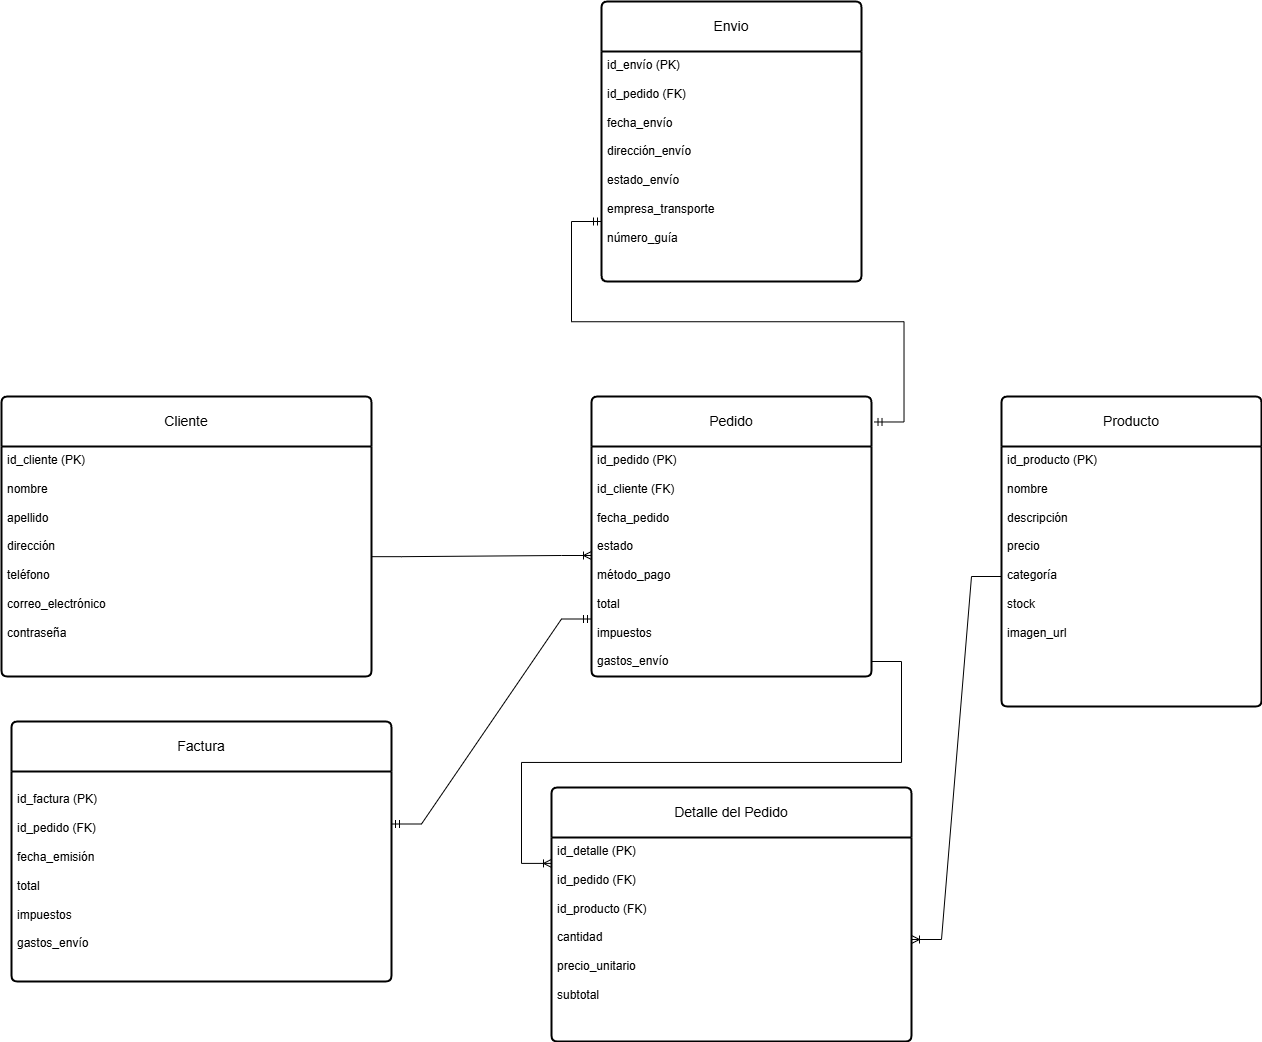 Envio
id_envío (PK)
id_pedido (FK)
fecha_envío
dirección_envío
estado_envío
empresa_transporte
número_guía
Cliente
id_cliente (PK)
nombre
apellido
dirección
teléfono
correo_electrónico
contraseña
Pedido
id_pedido (PK)
id_cliente (FK)
fecha_pedido
estado
método_pago
total
impuestos
gastos_envío
Producto
id_producto (PK)
nombre
descripción
precio
categoría
stock
imagen_url
Factura
id_factura (PK)
id_pedido (FK)
fecha_emisión
total
impuestos
gastos_envío
Detalle del Pedido
id_detalle (PK)
id_pedido (FK)
id_producto (FK)
cantidad
precio_unitario
subtotal